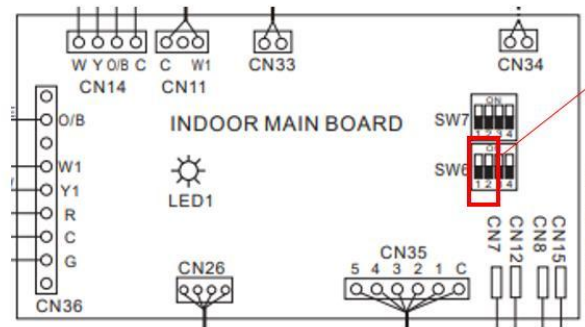 W Y O/B C
CN14
C W1
CN11
CN33
CN34
O/B
W1
Y1
R
C
G
CN36
INDOOR MAIN BOARD
LED1
SW7
ON
1 2 3 4
SW6
1 2 3 4
CN26
CN35
5 4 3 2 1 C
CN7
CN12
CN8
CN15